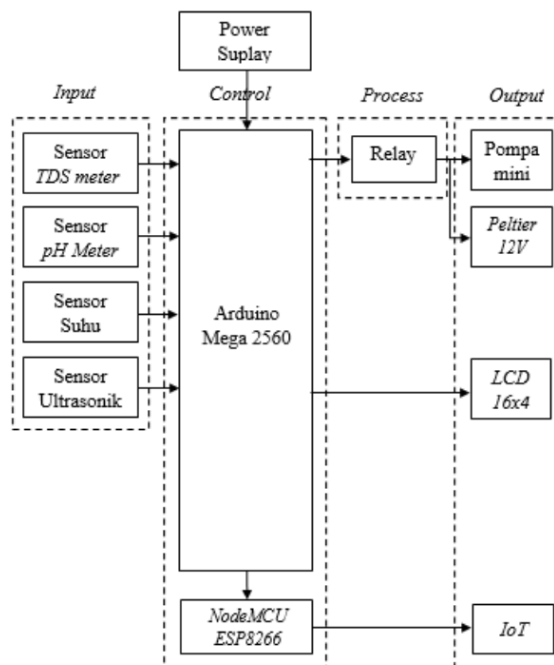 Power
Suplay
Input
Control
Process
Output
Sensor
TDS meter
Sensor
pH Meter
Sensor
Suhu
Sensor
Ultrasonik
Arduino
Mega 2560
NodeMCU
ESP8266
Relay
Pompa
mini
Peltier
12V
LCD
16x4
IoT